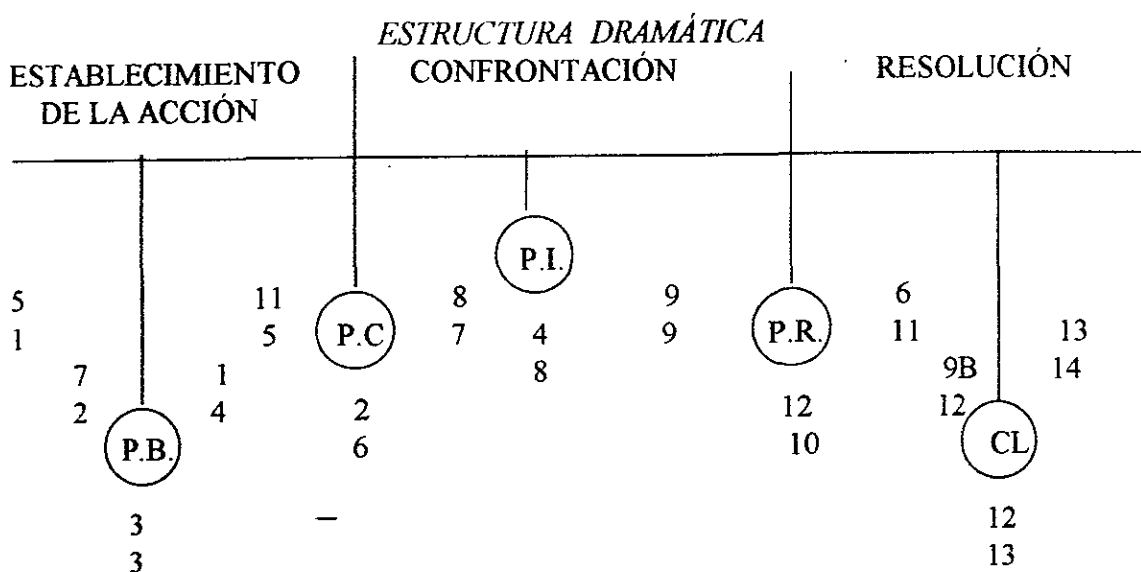 ESTRUCTURA DRAMÁTICA
ESTABLECIMIENTO
DE LA ACCIÓN
CONFRONTACIÓN
RESOLUCIÓN
P.I.
5
1
11
5
P.C
8
7
4
8
9
9
P.R.
6
11
13
14
7
2
P.B.
1
4
2
6
12
10
9B
12
CL
3
3
–
12
13